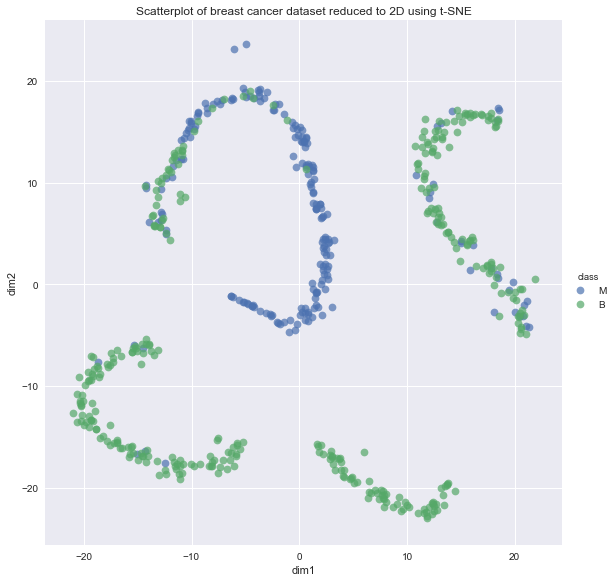 Scatterplot of breast cancer dataset reduced to 2D using t-SNE
20
10
0
−10
−20
dim2
−20
−10
0
10
20
dim1
class
M
B